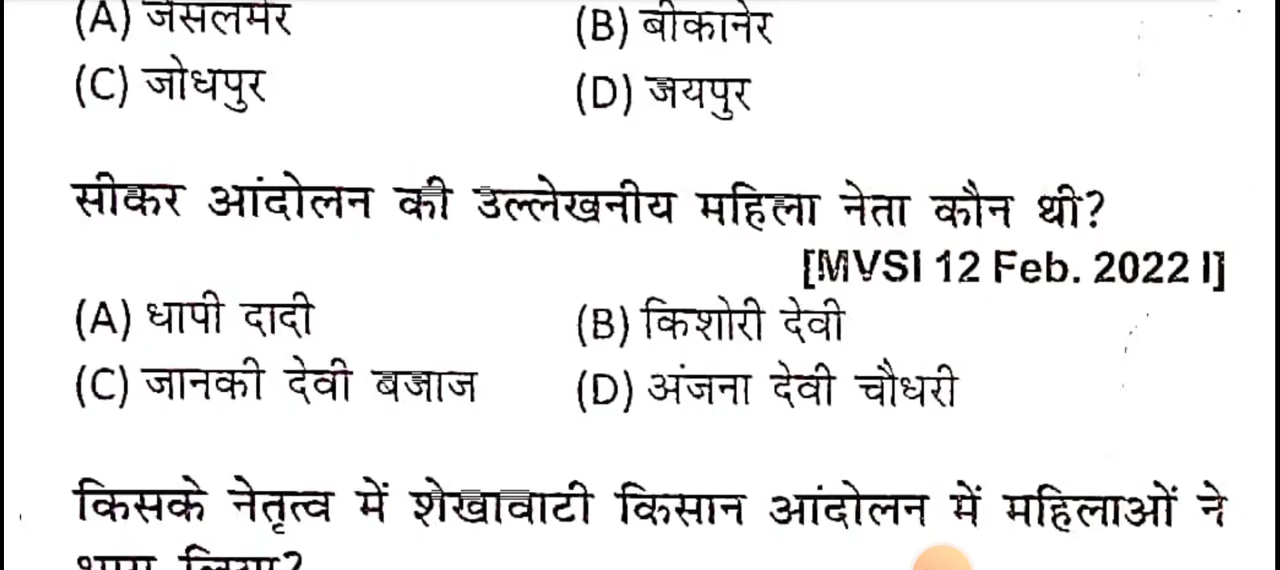 (A) जैसलमेर (B) बीकानेर
(C) जोधपुर (D) जयपुर
सीकर आंदोलन की उल्लेखनीय महिला नेता कौन थी?
[MVSI 12 Feb. 2022 I]
(A) धापी दादी (B) किशोरी देवी
(C) जानकी देवी बजाज (D) अंजना देवी चौधरी
किसके नेतृत्व में शेखावाटी किसान आंदोलन में महिलाओं ने